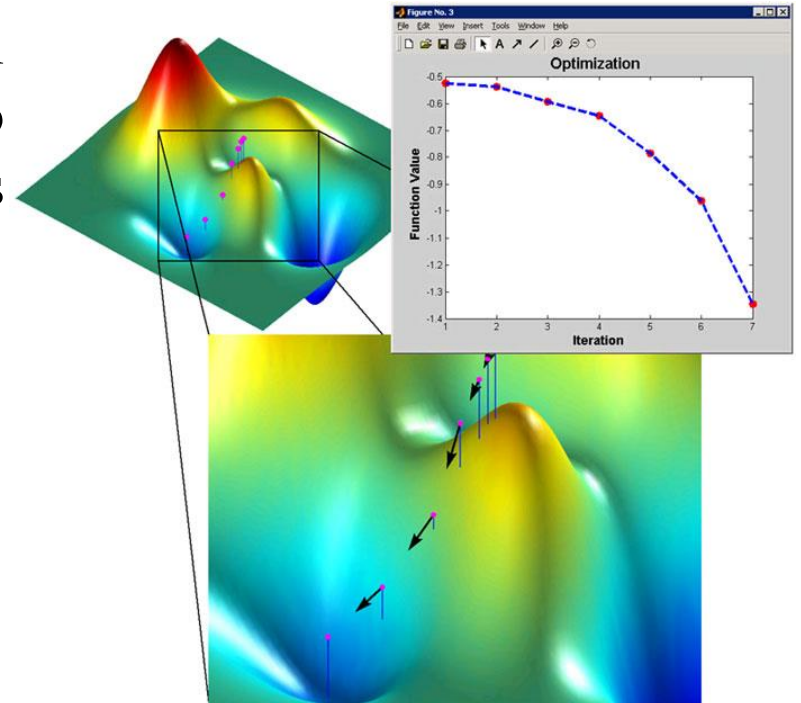 Figure No. 3
File Edit View Insert Tools Window Help
A
Optimization
-0.5
-0.6
-0.7
-0.8
-0.9
-1
-1.1
-1.2
-1.3
-1.4
1 2 3 4 5 6 7
Function Value
Iteration